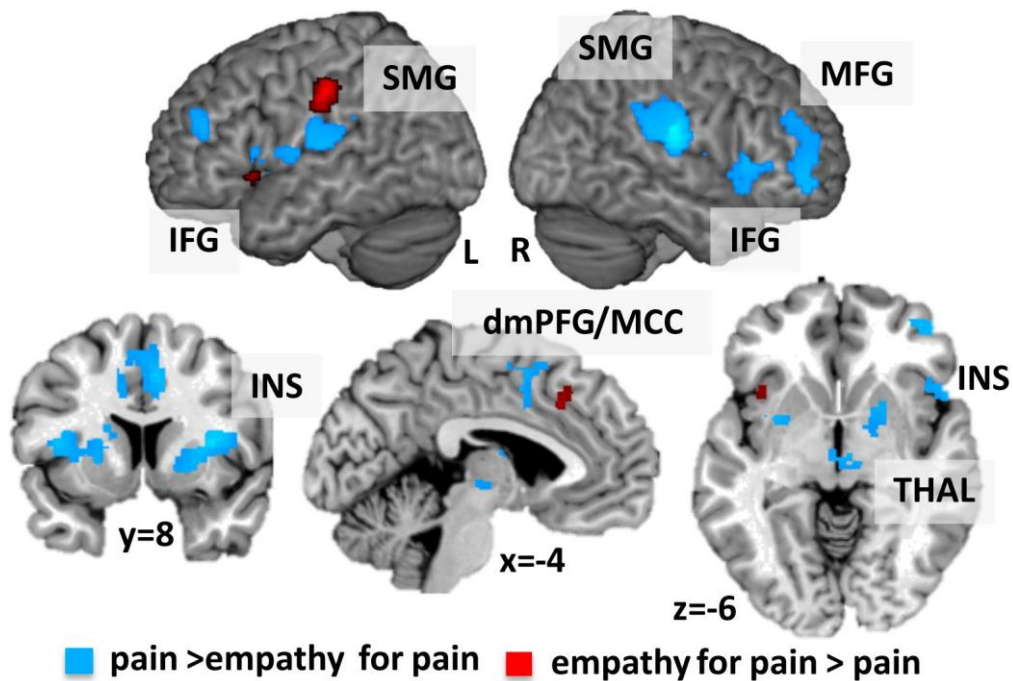 SMG
SMG
MFG
IFG
L
R
IFG
dmPFG/MCC
INS
INS
THAL
y=8
x=-4
z=-6
pain >empathy for pain
empathy for pain > pain